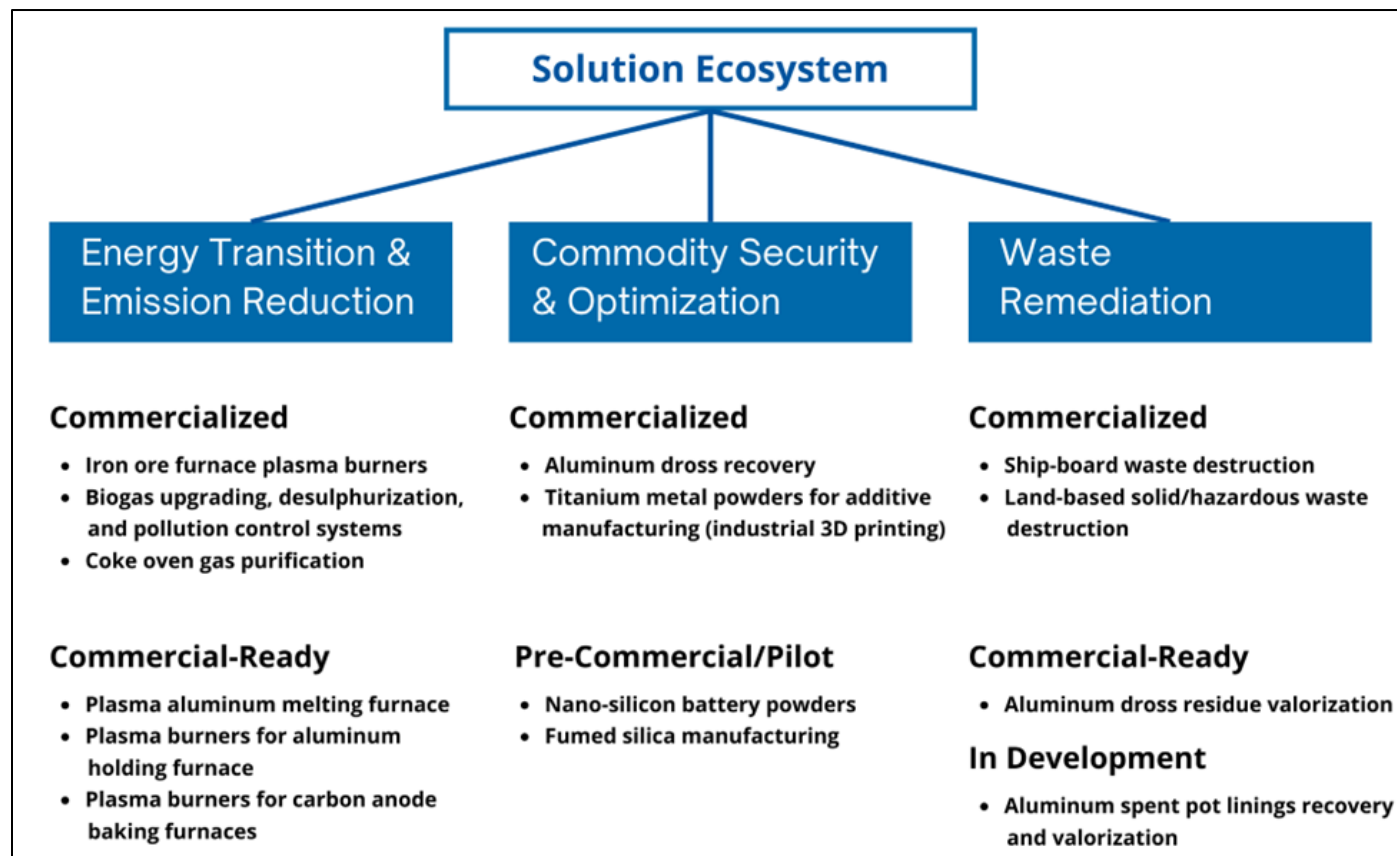 Solution Ecosystem
Energy Transition &
Emission Reduction
Commercialized
• Iron ore furnace plasma burners
• Biogas upgrading, desulphurization,
and pollution control systems
• Coke oven gas purification
Commercial-Ready
• Plasma aluminum melting furnace
• Plasma burners for aluminum
holding furnace
• Plasma burners for carbon anode
baking furnaces
Commodity Security
& Optimization
Commercialized
• Aluminum dross recovery
• Titanium metal powders for additive
manufacturing (industrial 3D printing)
Pre-Commercial/Pilot
• Nano-silicon battery powders
• Fumed silica manufacturing
Waste
Remediation
Commercialized
• Ship-board waste destruction
• Land-based solid/hazardous waste
destruction
Commercial-Ready
• Aluminum dross residue valorization
In Development
• Aluminum spent pot linings recovery
and valorization